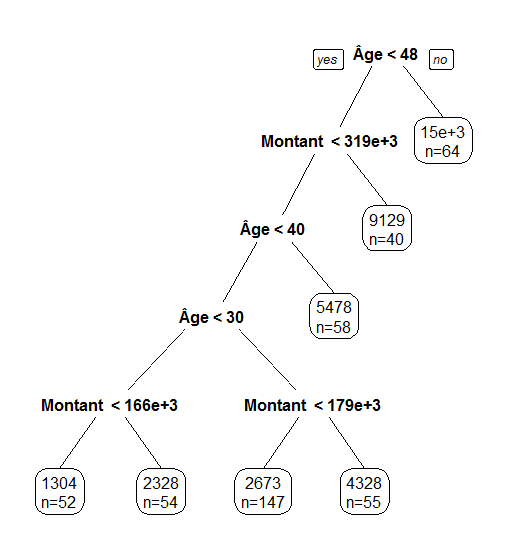 yes Âge < 48 no
15e+3
n=64
Montant < 319e+3
9129
n=40
Âge < 40
5478
n=58
Âge < 30
Montant < 166e+3
Montant < 179e+3
1304
n=52
2328
n=54
2673
n=147
4328
n=55